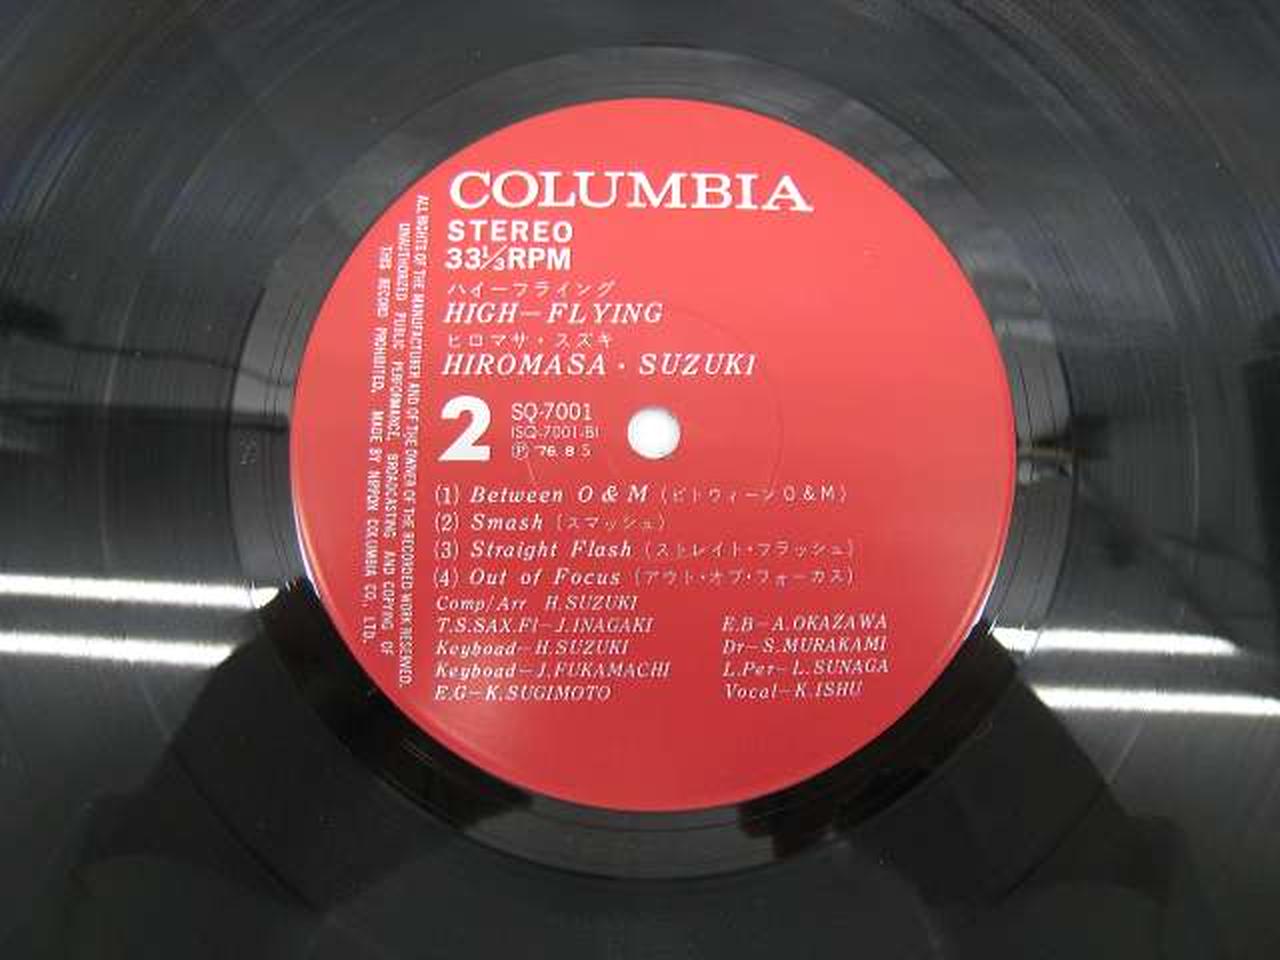 COLUMBIA
STEREO
33⅓RPM
ハイーフライング
HIGH—FLYING
ヒロマサ・スズキ
HIROMASA・SUZUKI
2
SQ-7001
(SQ-7001-B)
Ⓟ '76. 8 5
(1) Between O & M (ビトウィーン O & M)
(2) Smash (スマッシュ)
(3) Straight Flash (ストレイト・フラッシュ)
(4) Out of Focus (アウト・オブ・フォーカス)
Comp/Arr H.SUZUKI
T.S.SAX.Fl—J.INAGAKI
Keyboad—H.SUZUKI
Keyboad—J.FUKAMACHI
E.G—K.SUGIMOTO
E.B—A.OKAZAWA
Dr—S.MURAKAMI
L.Per—L.SUNAGA
Vocal—K.ISHU
ALL RIGHTS OF THE MANUFACTURER AND OF THE OWNER OF THE RECORDED WORK RESERVED.
UNAUTHORIZED PUBLIC PERFORMANCE, BROADCASTING AND COPYING OF
THIS RECORD PROHIBITED. MADE BY NIPPON COLUMBIA CO., LTD.